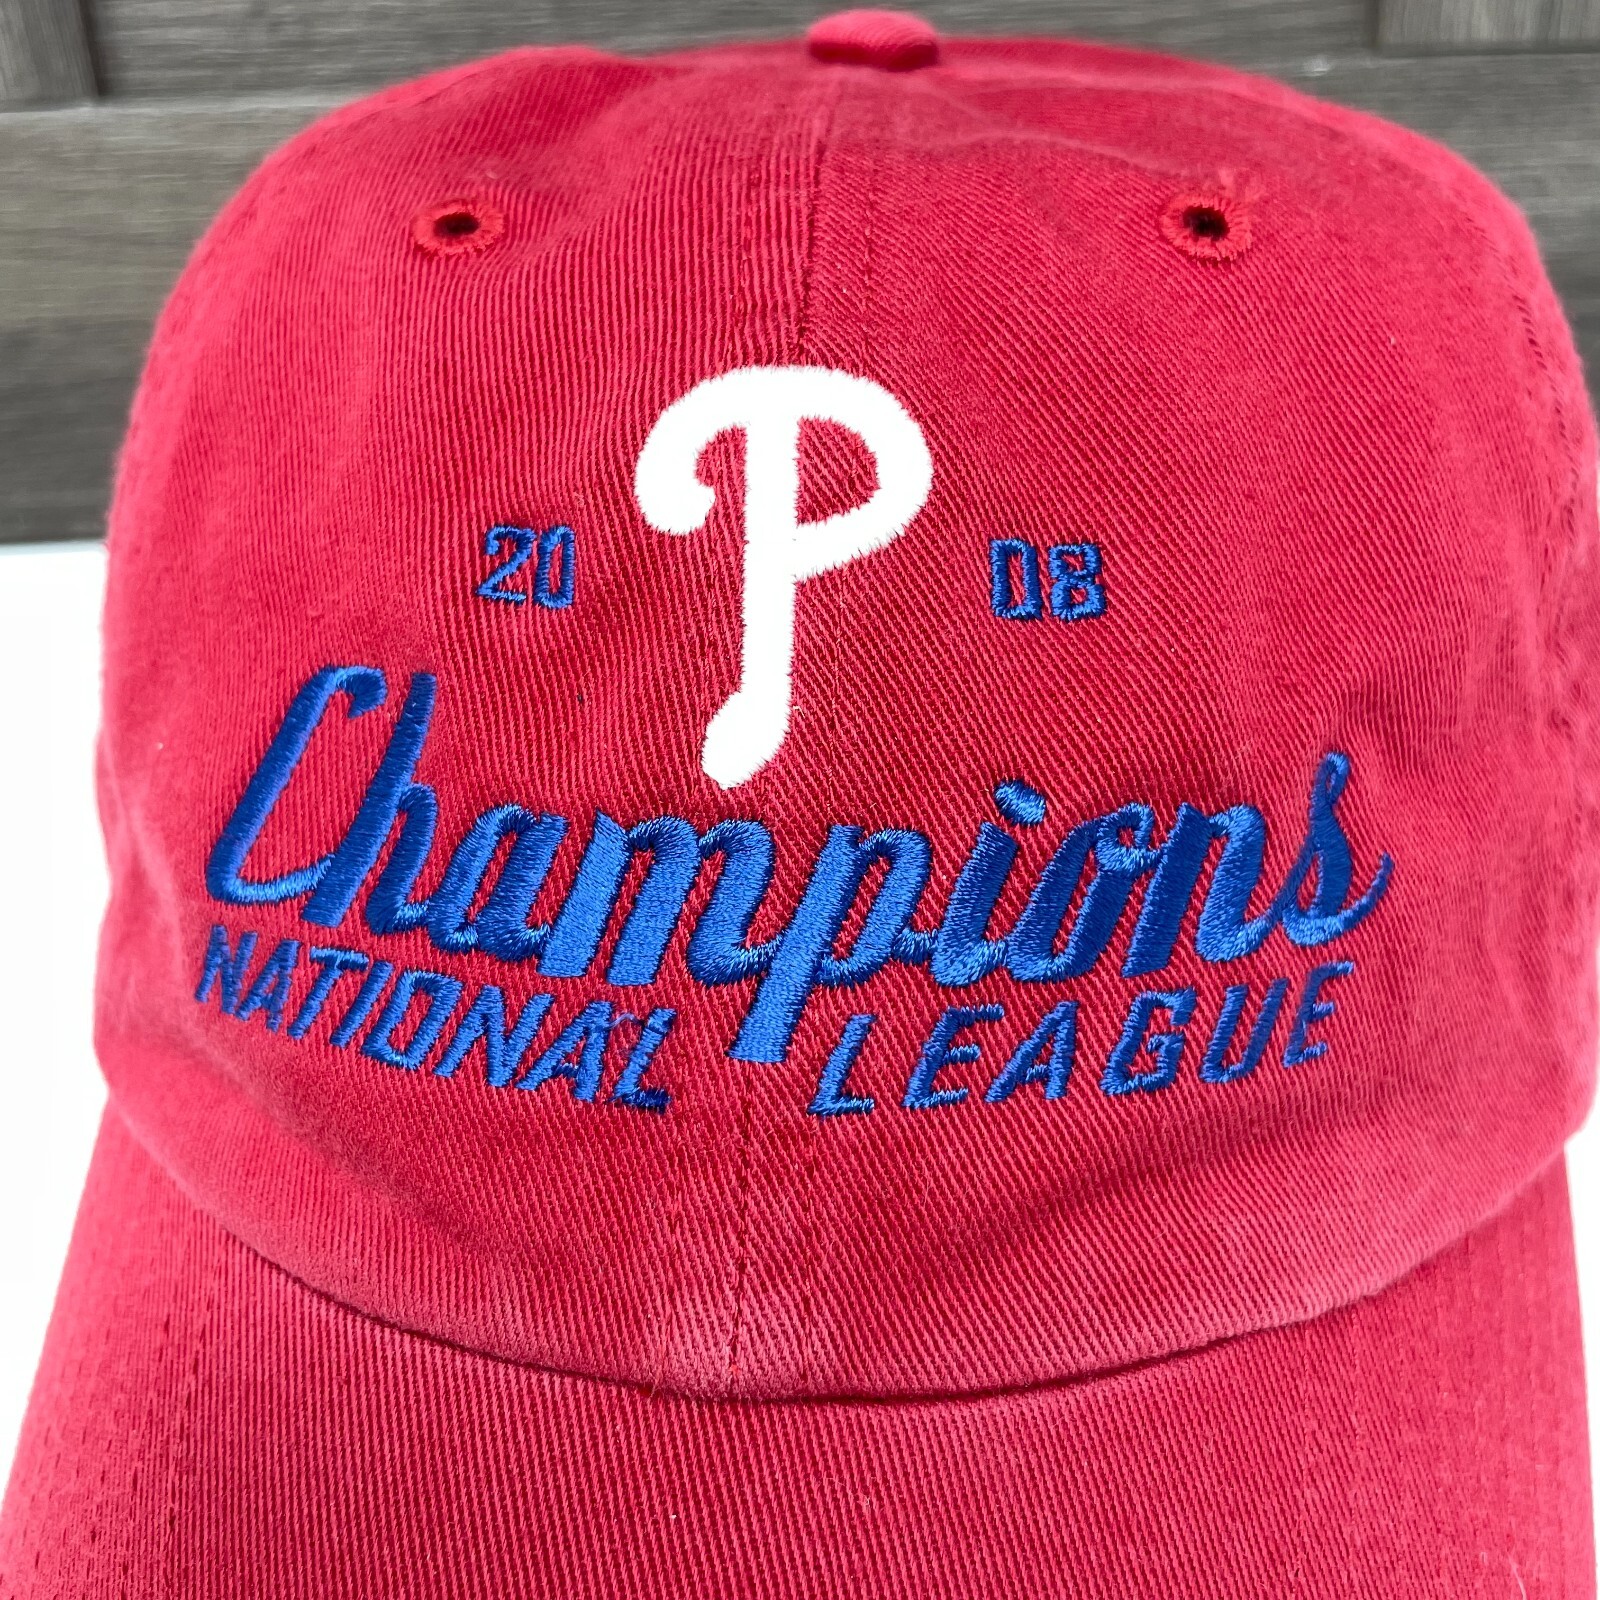 P
20 08
Champions
NATIONAL LEAGUE